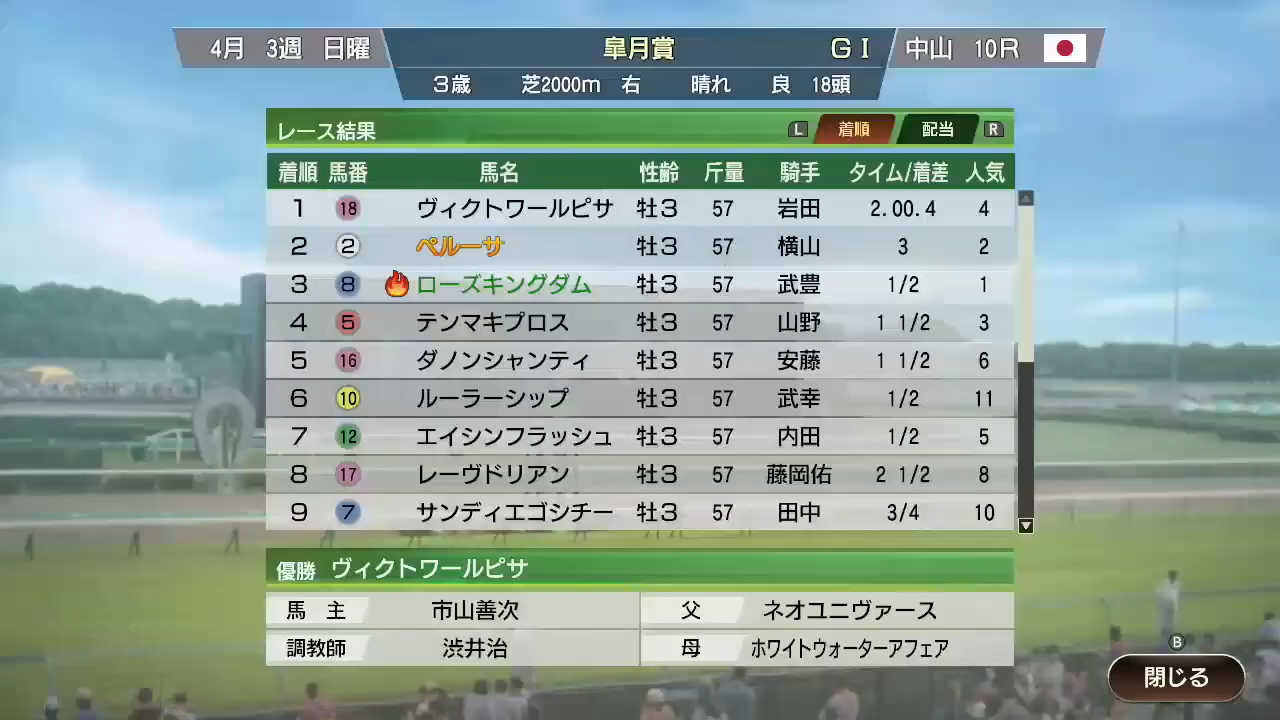 4月 3週 日曜 皐月賞 GⅠ 中山 10R
3歳 芝2000m 右 晴れ 良 18頭
レース結果 L 着順 配当 R
着順 馬番 馬名 性齢 斤量 騎手 タイム/着差 人気
1 18 ヴィクトワールピサ 牡3 57 岩田 2.00.4 4
2 2 ペルーサ 牡3 57 横山 3 2
3 8 ローズキングダム 牡3 57 武豊 1/2 1
4 5 テンマキプロス 牡3 57 山野 1 1/2 3
5 16 ダノンシャンティ 牡3 57 安藤 1 1/2 6
6 10 ルーラーシップ 牡3 57 武幸 1/2 11
7 12 エイシンフラッシュ 牡3 57 内田 1/2 5
8 17 レーヴドリアン 牡3 57 藤岡佑 2 1/2 8
9 7 サンディエゴシチー 牡3 57 田中 3/4 10
優勝 ヴィクトワールピサ
馬主 市山善次 父 ネオユニヴァース
調教師 渋井治 母 ホワイトウォーターアフェア
B
閉じる